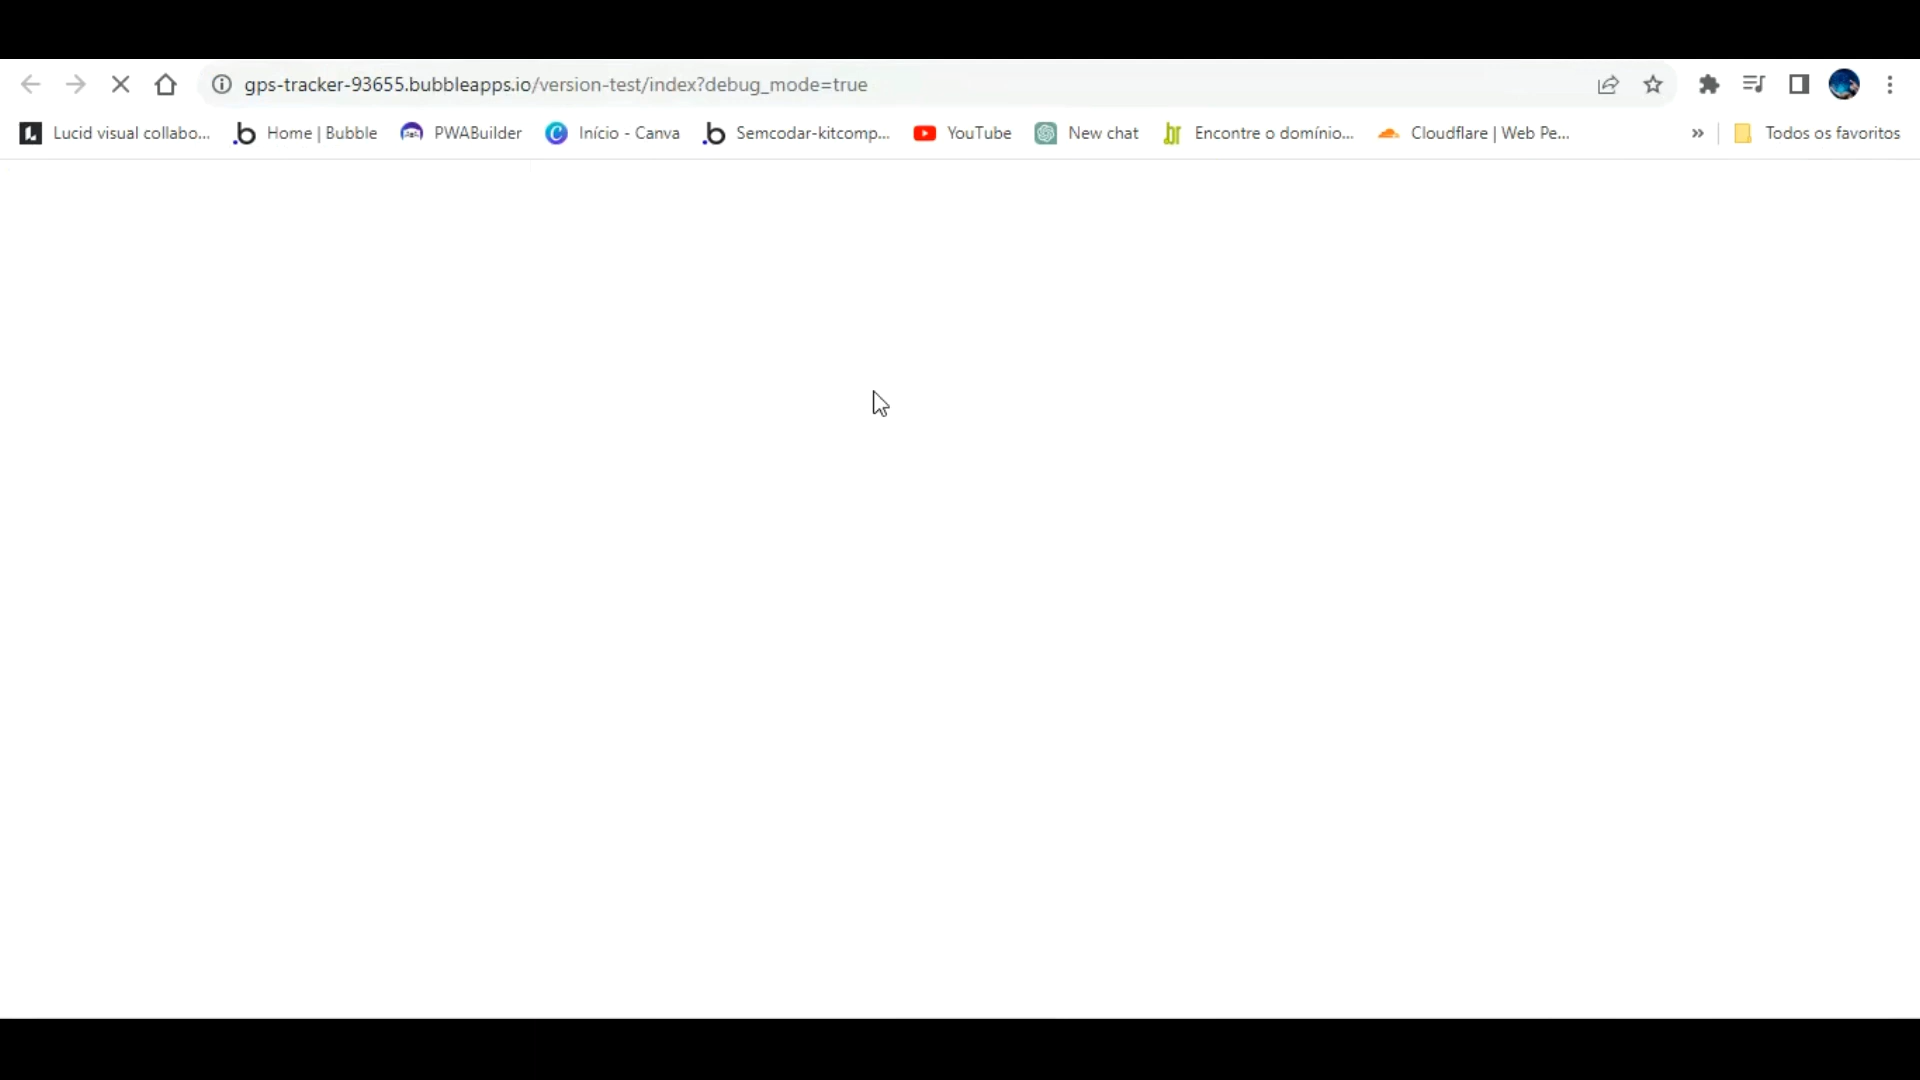 gps-tracker-93655.bubbleapps.io/version-test/index?debug_mode=true
Lucid visual collabo... Home | Bubble PWABuilder Início - Canva Semcodar-kitcomp... YouTube New chat Encontre o domínio... Cloudflare | Web Pe... » Todos os favoritos